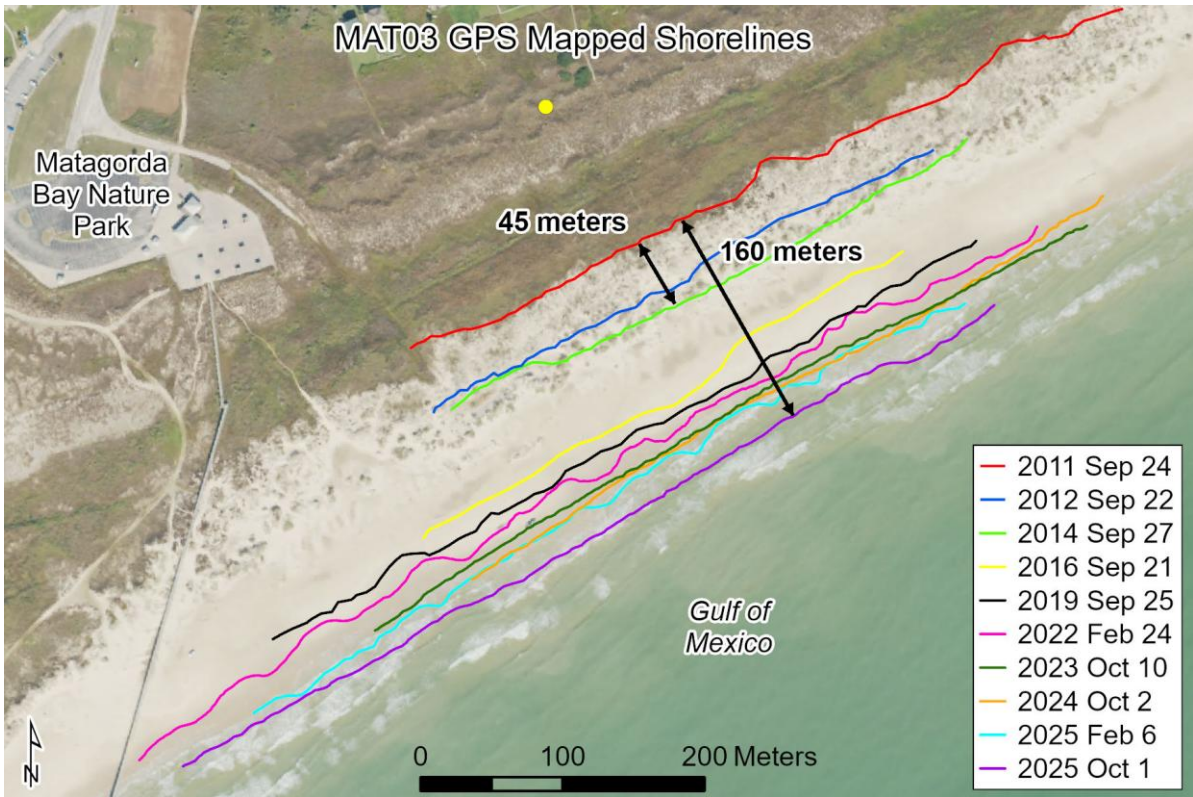 MAT03 GPS Mapped Shorelines
Matagorda
Bay Nature
Park
45 meters
160 meters
Gulf of
Mexico
2011 Sep 24
2012 Sep 22
2014 Sep 27
2016 Sep 21
2019 Sep 25
2022 Feb 24
2023 Oct 10
2024 Oct 2
2025 Feb 6
2025 Oct 1
N
0 100 200 Meters